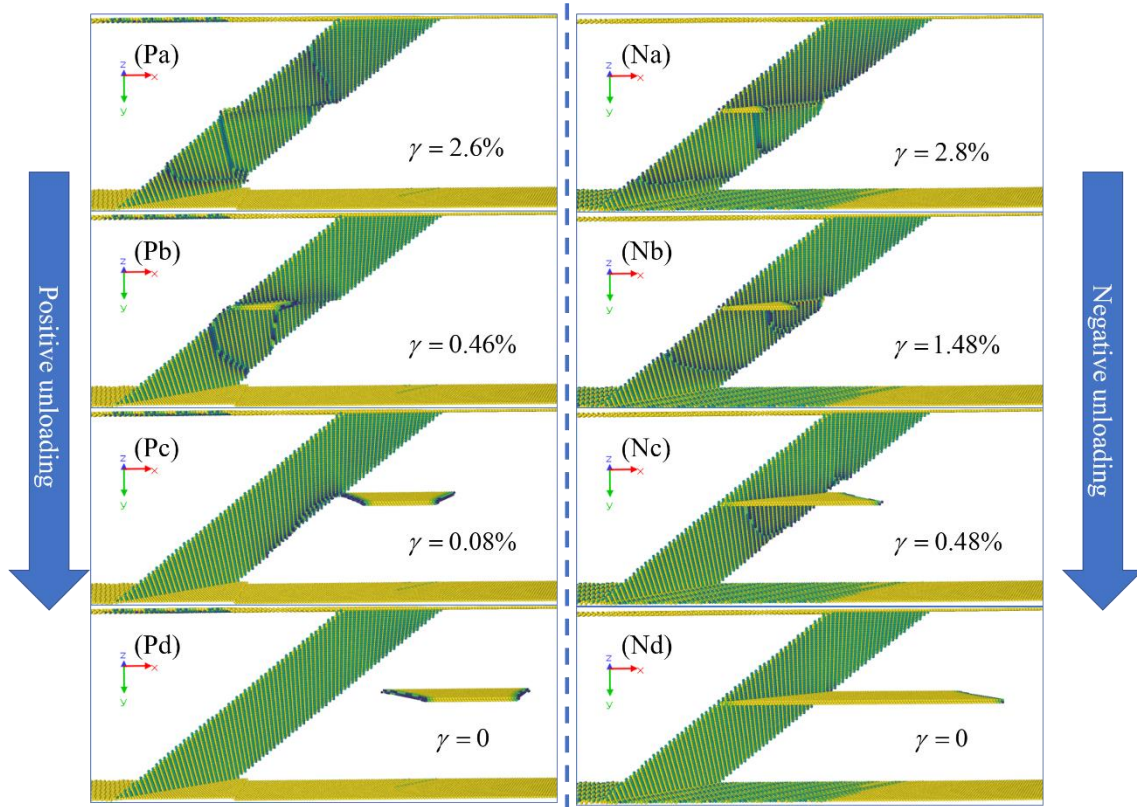 (Pa)
z
x
y
γ = 2.6%
(Na)
z
x
y
γ = 2.8%
(Pb)
z
x
y
γ = 0.46%
(Nb)
z
x
y
γ = 1.48%
(Pc)
z
x
y
γ = 0.08%
(Nc)
z
x
y
γ = 0.48%
(Pd)
z
x
y
γ = 0
(Nd)
z
x
y
γ = 0
Positive unloading
Negative unloading